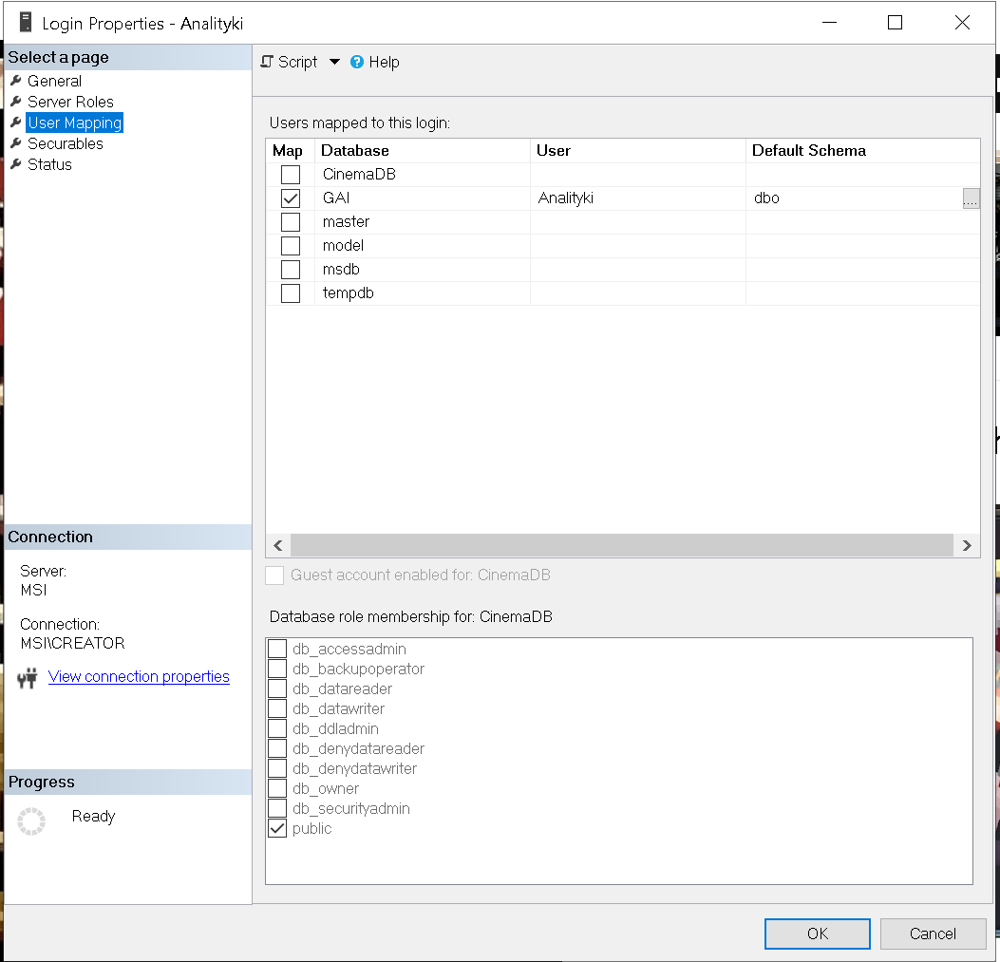 Login Properties - Analityki
Select a page
General
Server Roles
User Mapping
Securables
Status
Connection
Server:
MSI
Connection:
MSI\CREATOR
View connection properties
Progress
Ready
Script Help
Users mapped to this login:
Map Database User Default Schema
CinemaDB
GAI Analityki dbo ....
master
model
msdb
tempdb
Guest account enabled for: CinemaDB
Database role membership for: CinemaDB
db_accessadmin
db_backupoperator
db_datareader
db_datawriter
db_ddladmin
db_denydatareader
db_denydatawriter
db_owner
db_securityadmin
public
OK Cancel